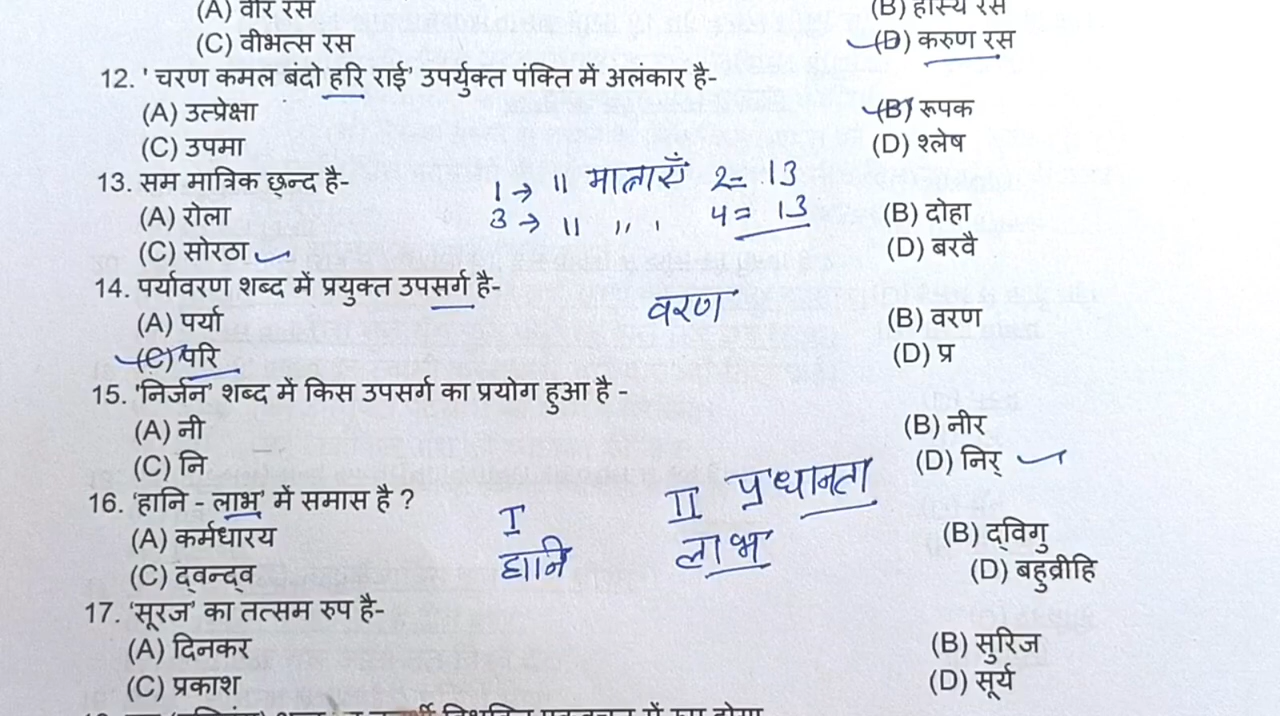 (A) वीर रस (B) हास्य रस
(C) वीभत्स रस (D) करुण रस
12. ' चरण कमल बंदो हरि राई' उपर्युक्त पंक्ति में अलंकार है-
(A) उत्प्रेक्षा (B) रूपक
(C) उपमा (D) श्लेष
13. सम मात्रिक छ्न्द है- 1 → 11 मात्राएँ 2 = 13
(A) रोला 3 → 11 ,, , 4 = 13 (B) दोहा
(C) सोरठा (D) बरवै
14. पर्यावरण शब्द में प्रयुक्त उपसर्ग है- वरण
(A) पर्या (B) वरण
(C) परि (D) प्र
15. 'निर्जन' शब्द में किस उपसर्ग का प्रयोग हुआ है -
(A) नी (B) नीर्
(C) नि (D) निर्
16. 'हानि - लाभ' में समास है ? I II प्रधानता
(A) कर्मधारय हानि लाभ (B) द्विगु
(C) द्वन्द्व (D) बहुव्रीहि
17. 'सूरज' का तत्सम रुप है-
(A) दिनकर (B) सुरिज
(C) प्रकाश (D) सूर्य